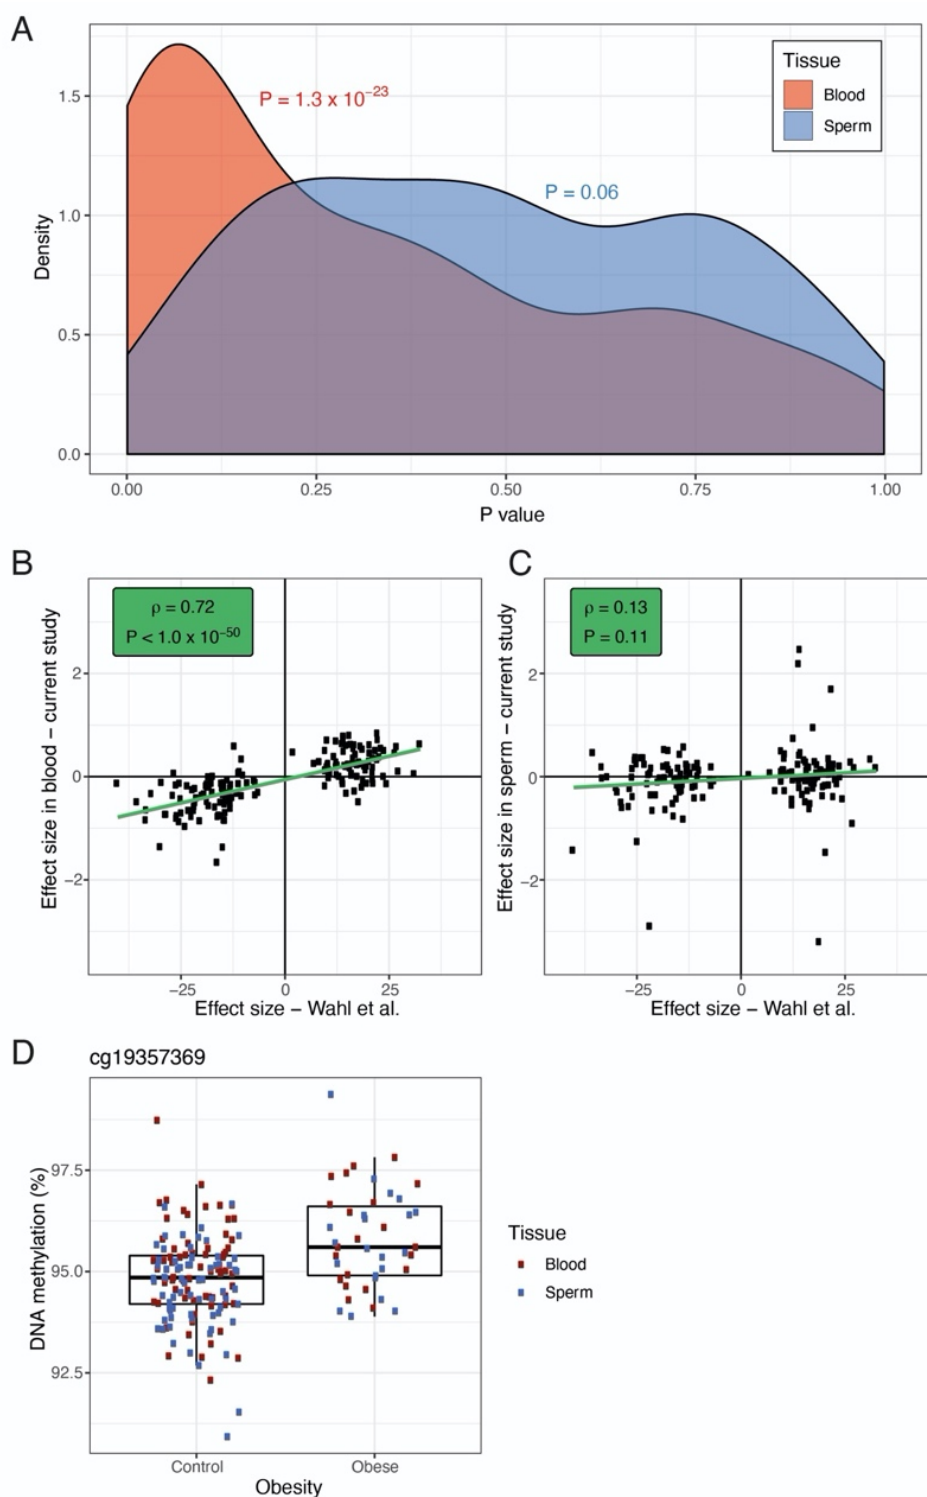 A
Density
1.5
1.0
0.5
0.0
P = 1.3 x 10⁻²³
P = 0.06
Tissue
Blood
Sperm
0.00 0.25 0.50 0.75 1.00
P value
B
Effect size in blood – current study
ρ = 0.72
P < 1.0 x 10⁻⁵⁰
2
0
−2
−25 0 25
Effect size – Wahl et al.
C
Effect size in sperm – current study
ρ = 0.13
P = 0.11
2
0
−2
−25 0 25
Effect size – Wahl et al.
D
cg19357369
DNA methylation (%)
97.5
95.0
92.5
Control Obese
Obesity
Tissue
Blood
Sperm